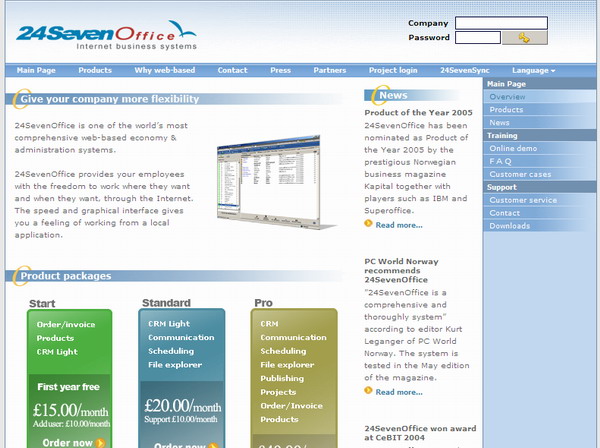 24SevenOffice
Internet business systems
Company
Password
Main Page Products Why web-based Contact Press Partners Project login 24SevenSync Language
Give your company more flexibility
24SevenOffice is one of the world's most
comprehensive web-based economy &
administration systems.
24SevenOffice provides your employees
with the freedom to work where they want
and when they want, through the Internet.
The speed and graphical interface gives
you a feeling of working from a local
application.
Product packages
Start
Order/invoice
Products
CRM Light
First year free
£15.00/month
Add user: £10.00/month
Order now
Standard
CRM Light
Communication
Scheduling
File explorer
£20.00/month
Support £10.00/month
Order now
Pro
CRM
Communication
Scheduling
File explorer
Publishing
Projects
Order/Invoice
Products
News
Product of the Year 2005
24SevenOffice has been
nominated as Product of
the Year 2005 by the
prestigious Norwegian
business magazine
Kapital together with
players such as IBM and
Superoffice.
Read more...
PC World Norway
recommends
24SevenOffice
"24SevenOffice is a
comprehensive and
thoroughly system"
according to editor Kurt
Leganger of PC World
Norway. The system is
tested in the May edition
of the magazine.
Read more...
24SevenOffice won award
at CeBIT 2004
Main Page
Overview
Products
News
Training
Online demo
F A Q
Customer cases
Support
Customer service
Contact
Downloads